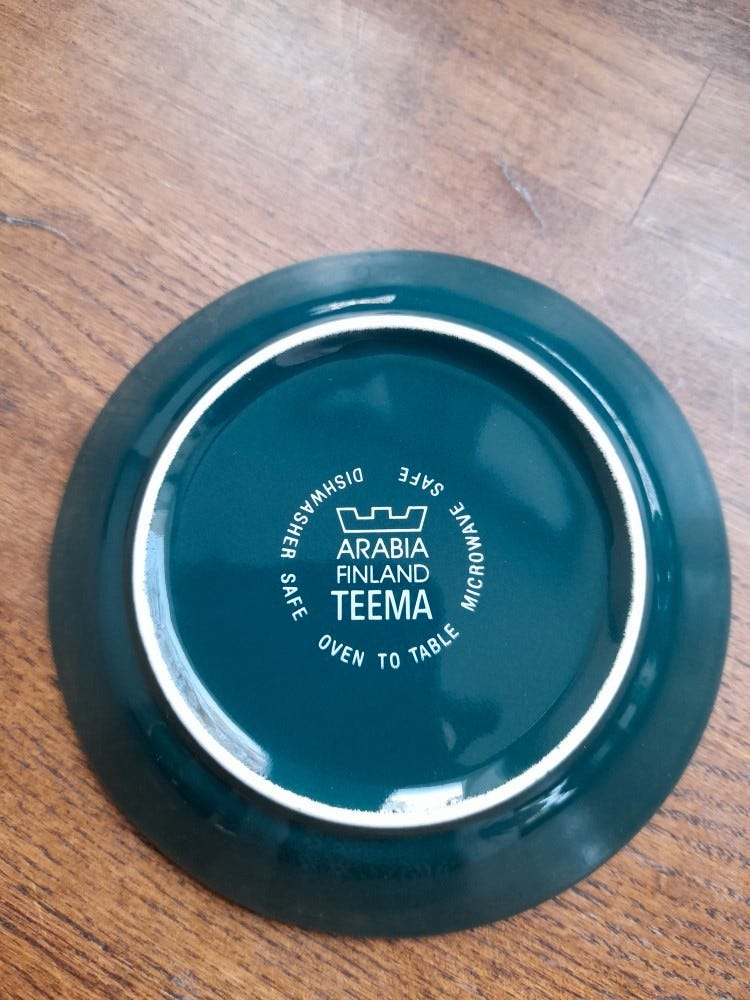 ARABIA
FINLAND
TEEMA
DISHWASHER SAFE OVEN TO TABLE MICROWAVE SAFE